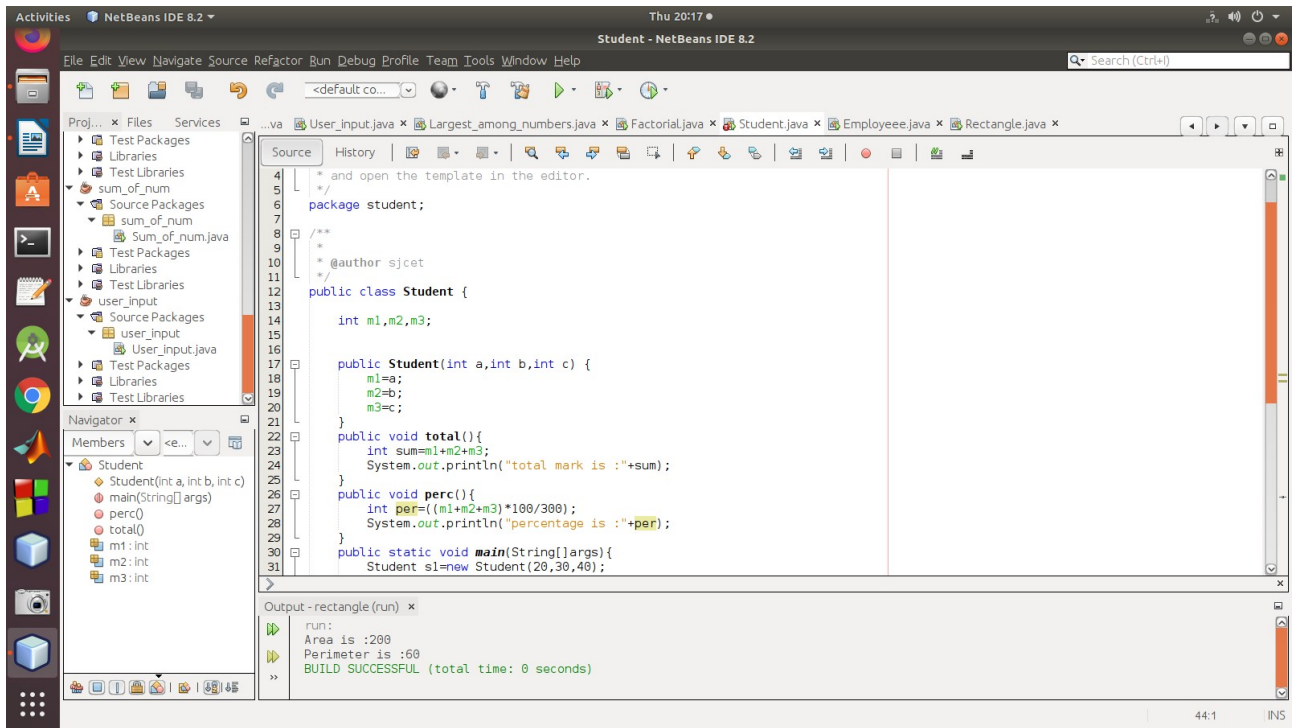 Activities NetBeans IDE 8.2 Thu 20:17
Student - NetBeans IDE 8.2
File Edit View Navigate Source Refactor Run Debug Profile Team Tools Window Help Search (Ctrl+I)
<default co...
Proj... × Files Services
...va User_input.java × Largest_among_numbers.java × Factorial.java × Student.java × Employeee.java × Rectangle.java ×
Test Packages
Libraries
Test Libraries
sum_of_num
Source Packages
sum_of_num
Sum_of_num.java
Test Packages
Libraries
Test Libraries
user_input
Source Packages
user_input
User_input.java
Test Packages
Libraries
Test Libraries
Navigator ×
Members <e...
Student
Student(int a, int b, int c)
main(String[] args)
perc()
total()
m1 : int
m2 : int
m3 : int
Source History
4 * and open the template in the editor.
5 */
6 package student;
7
8 /**
9 *
10 * @author sjcet
11 */
12 public class Student {
13
14 int m1,m2,m3;
15
16
17 public Student(int a,int b,int c) {
18 m1=a;
19 m2=b;
20 m3=c;
21 }
22 public void total(){
23 int sum=m1+m2+m3;
24 System.out.println("total mark is :"+sum);
25 }
26 public void perc(){
27 int per=((m1+m2+m3)*100/300);
28 System.out.println("percentage is :"+per);
29 }
30 public static void main(String[]args){
31 Student s1=new Student(20,30,40);
Output - rectangle (run) ×
run:
Area is :200
Perimeter is :60
BUILD SUCCESSFUL (total time: 0 seconds)
44:1 INS